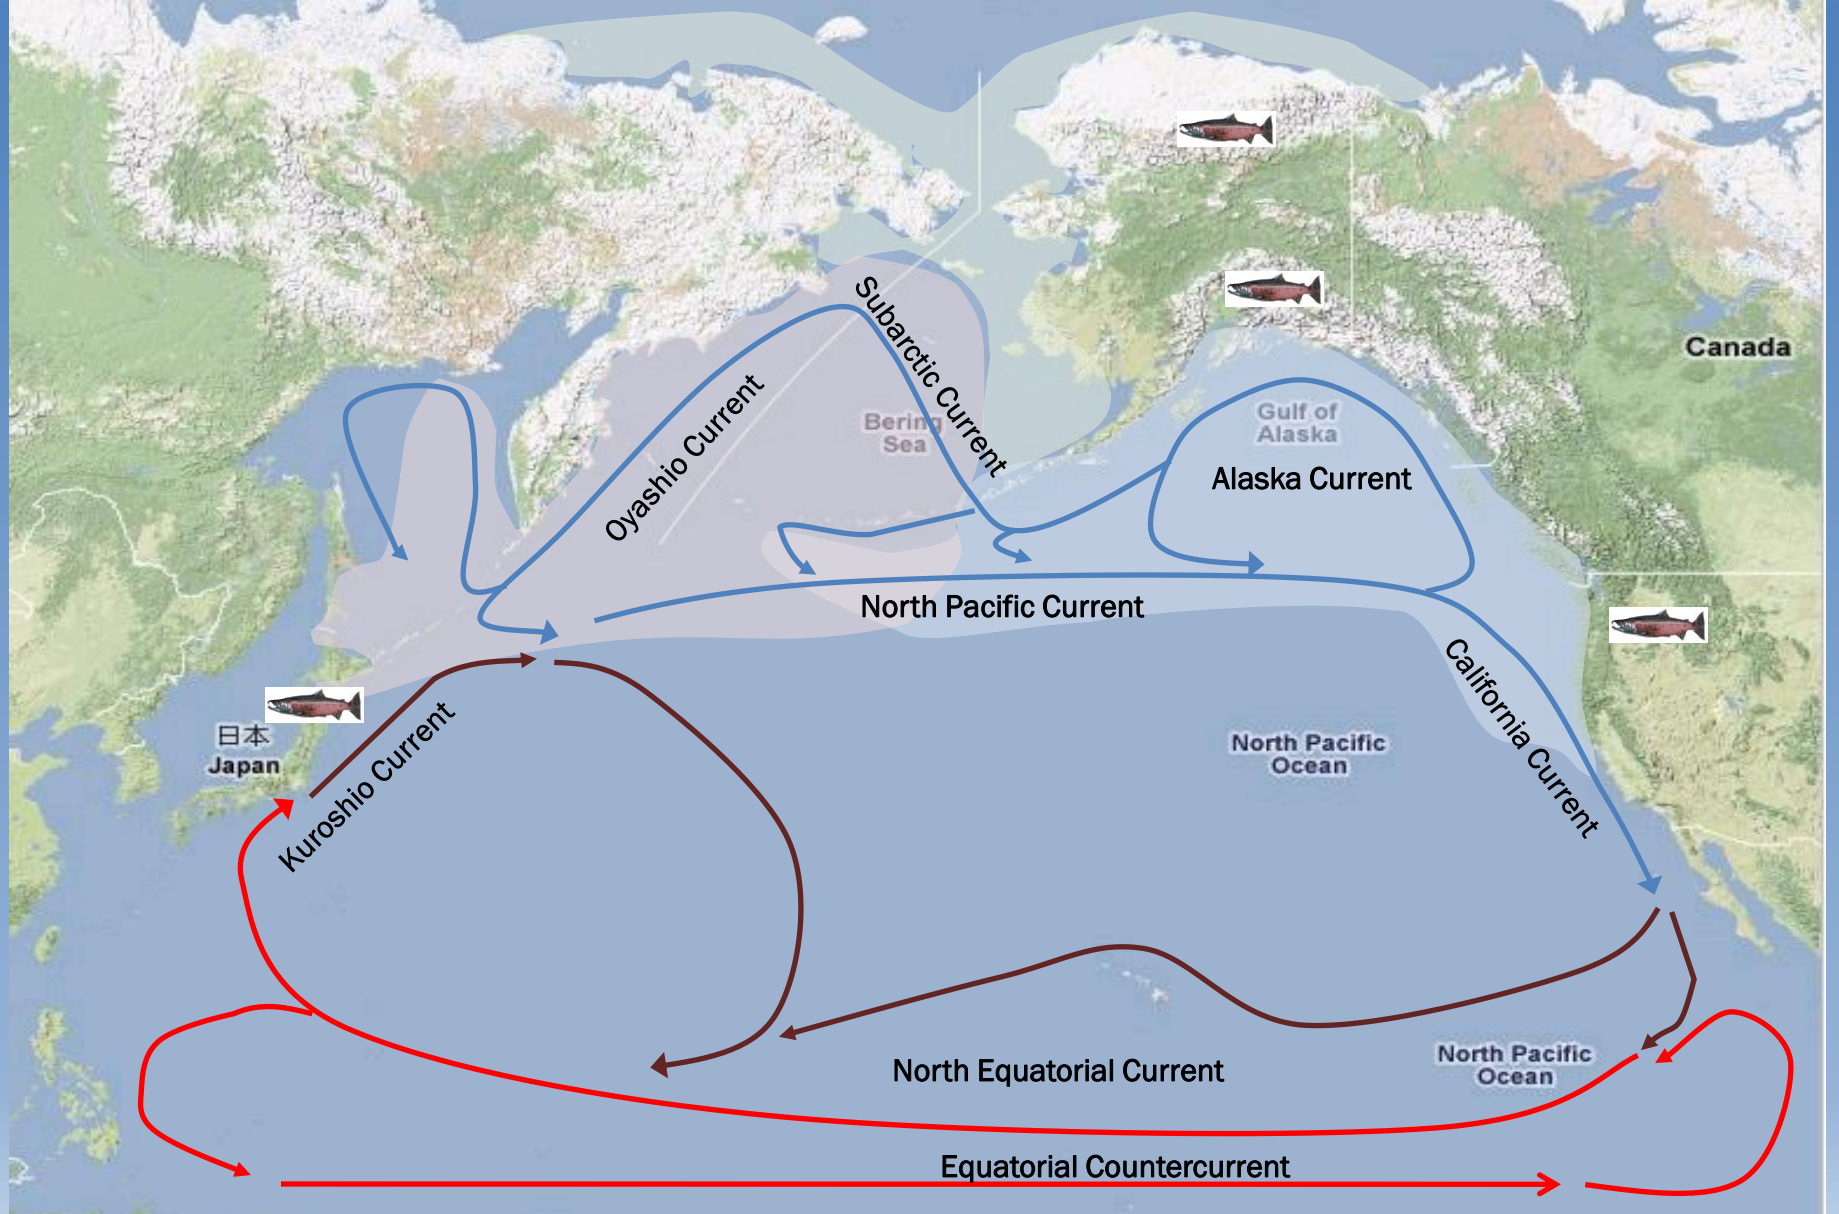 Subarctic Current
Canada
Oyashio Current
Bering
Sea
Gulf of
Alaska
Alaska Current
North Pacific Current
California Current
Kuroshio Current
日本
Japan
North Pacific
Ocean
North Equatorial Current
North Pacific
Ocean
Equatorial Countercurrent